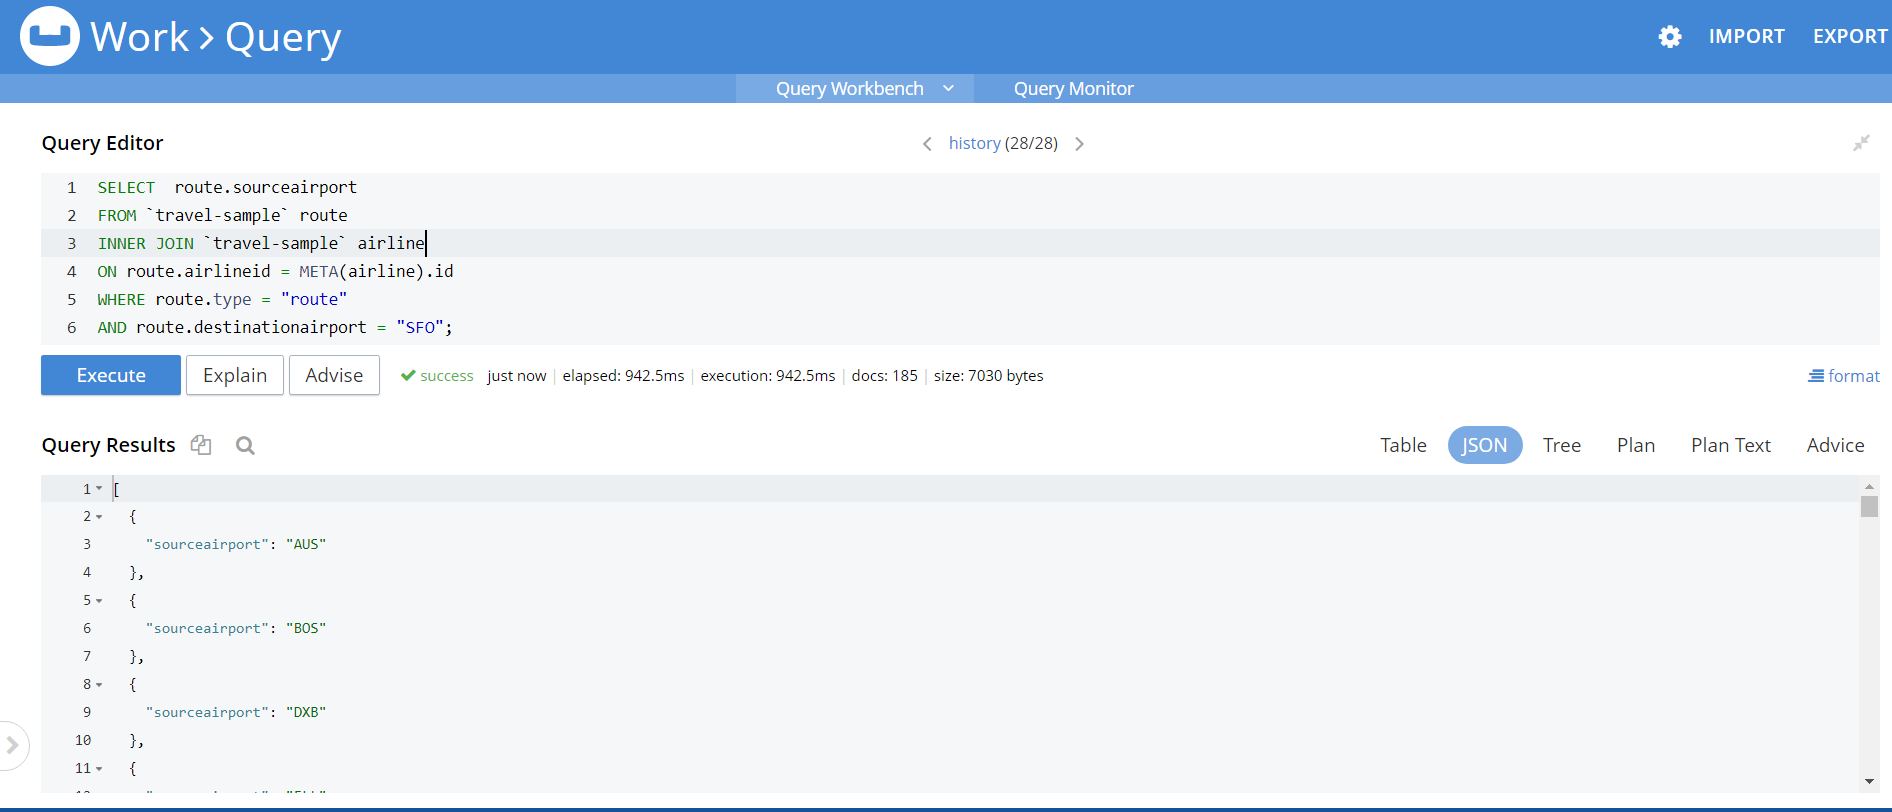 Work > Query
IMPORT EXPORT
Query Workbench Query Monitor
Query Editor
history (28/28)
1 SELECT  route.sourceairport
2 FROM `travel-sample` route
3 INNER JOIN `travel-sample` airline
4 ON route.airlineid = META(airline).id
5 WHERE route.type = "route"
6 AND route.destinationairport = "SFO";
Execute Explain Advise success just now | elapsed: 942.5ms | execution: 942.5ms | docs: 185 | size: 7030 bytes format
Query Results Table JSON Tree Plan Plan Text Advice
1 [
2 {
3 "sourceairport": "AUS"
4 },
5 {
6 "sourceairport": "BOS"
7 },
8 {
9 "sourceairport": "DXB"
10 },
11 {